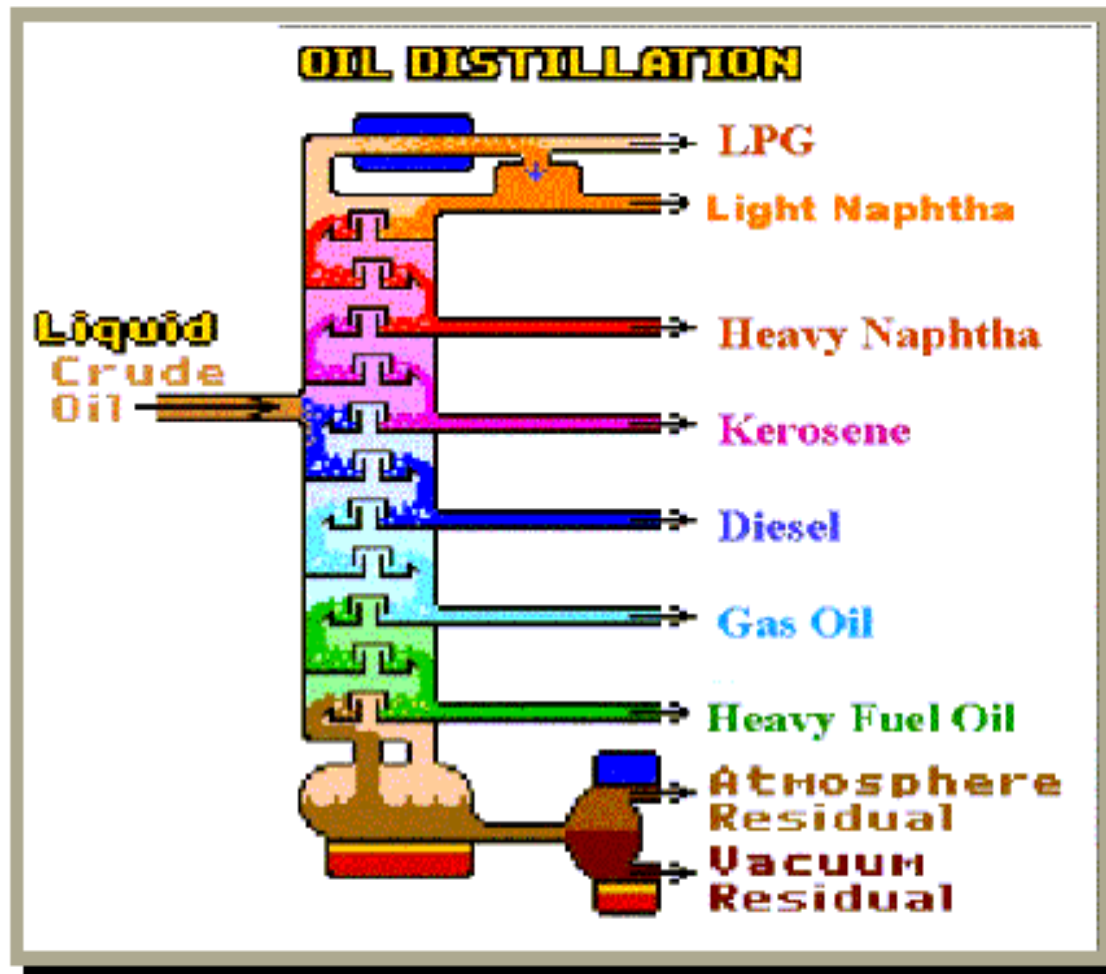 OIL DISTILLATION
LPG
Light Naphtha
Liquid
Crude
Oil
Heavy Naphtha
Kerosene
Diesel
Gas Oil
Heavy Fuel Oil
Atmosphere
Residual
Vacuum
Residual